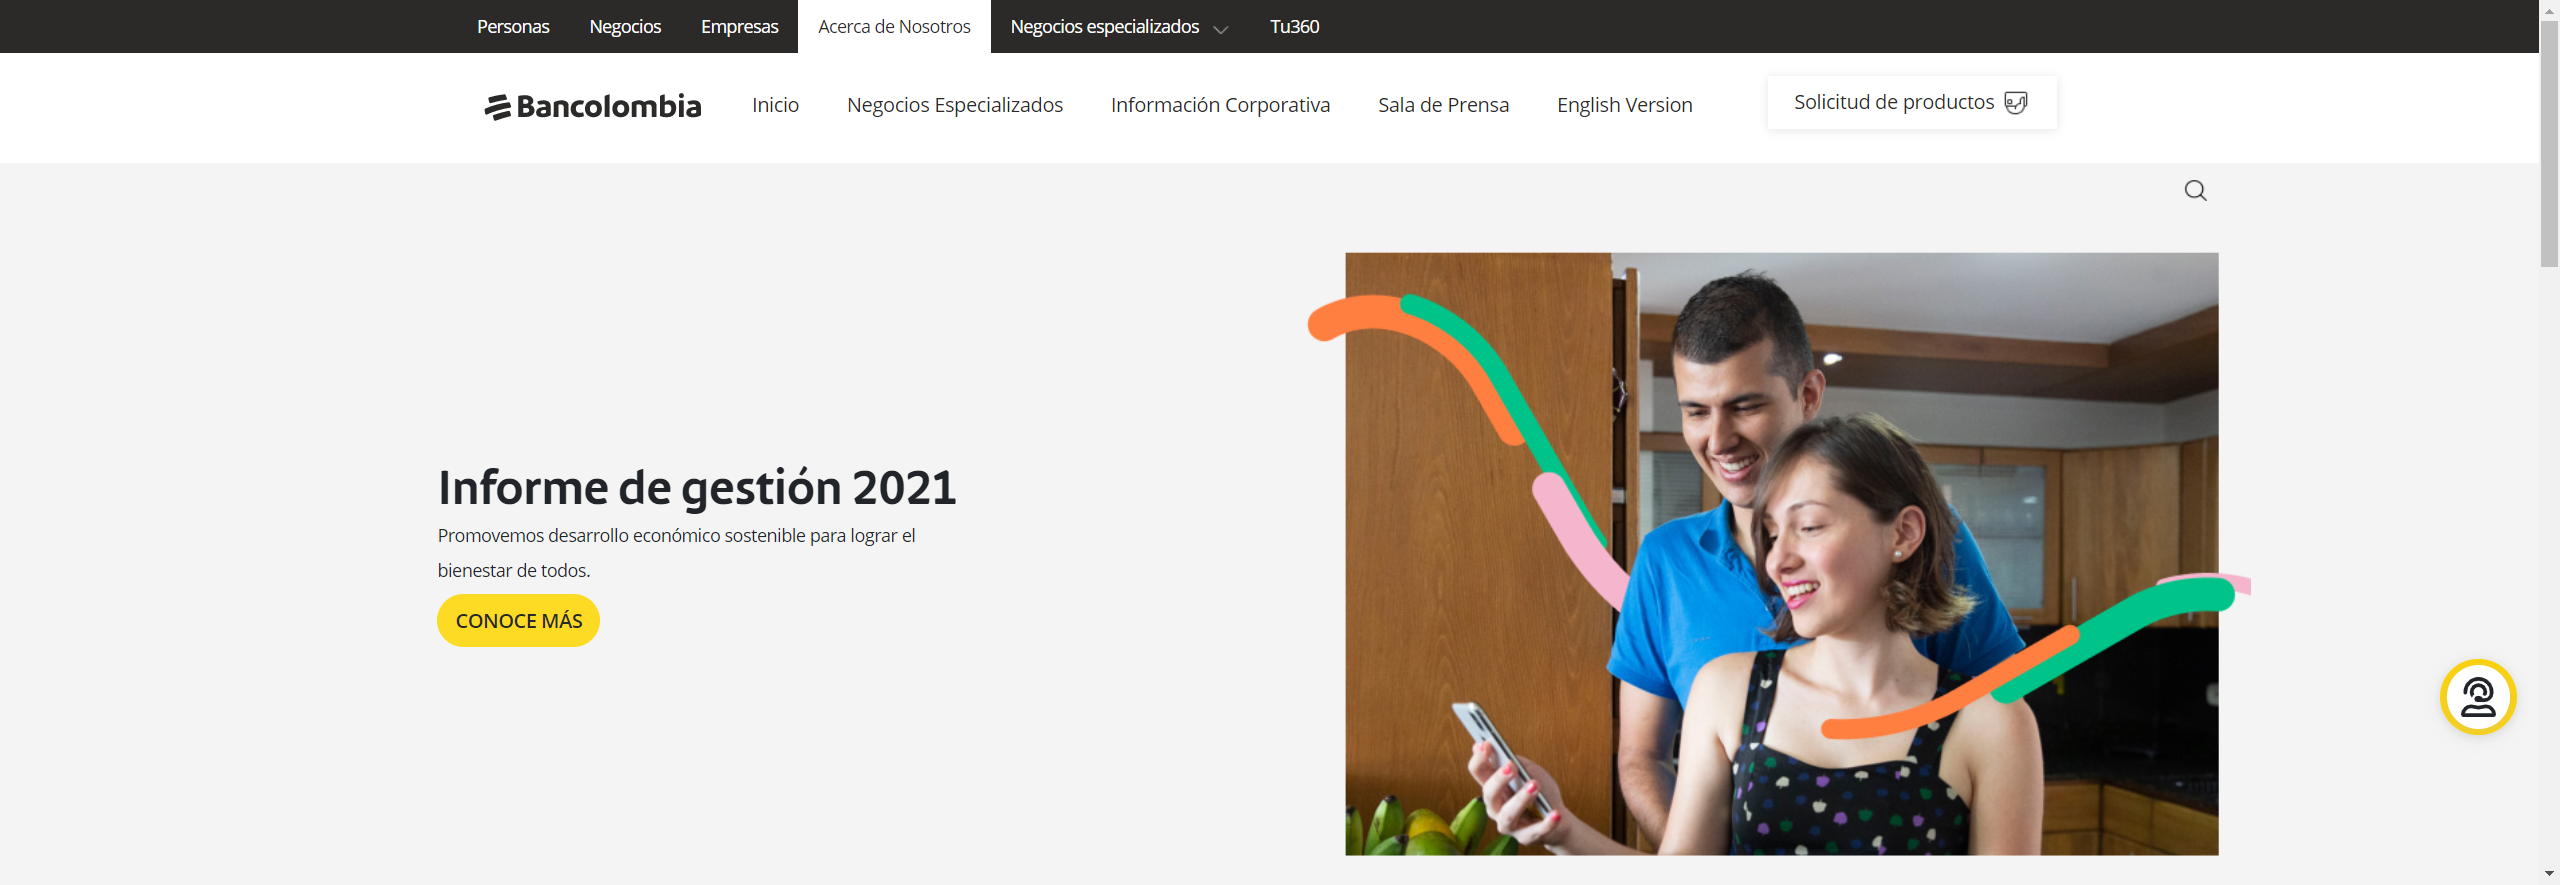 Personas Negocios Empresas Acerca de Nosotros Negocios especializados Tu360
Bancolombia Inicio Negocios Especializados Información Corporativa Sala de Prensa English Version Solicitud de productos
Informe de gestión 2021
Promovemos desarrollo económico sostenible para lograr el
bienestar de todos.
CONOCE MÁS